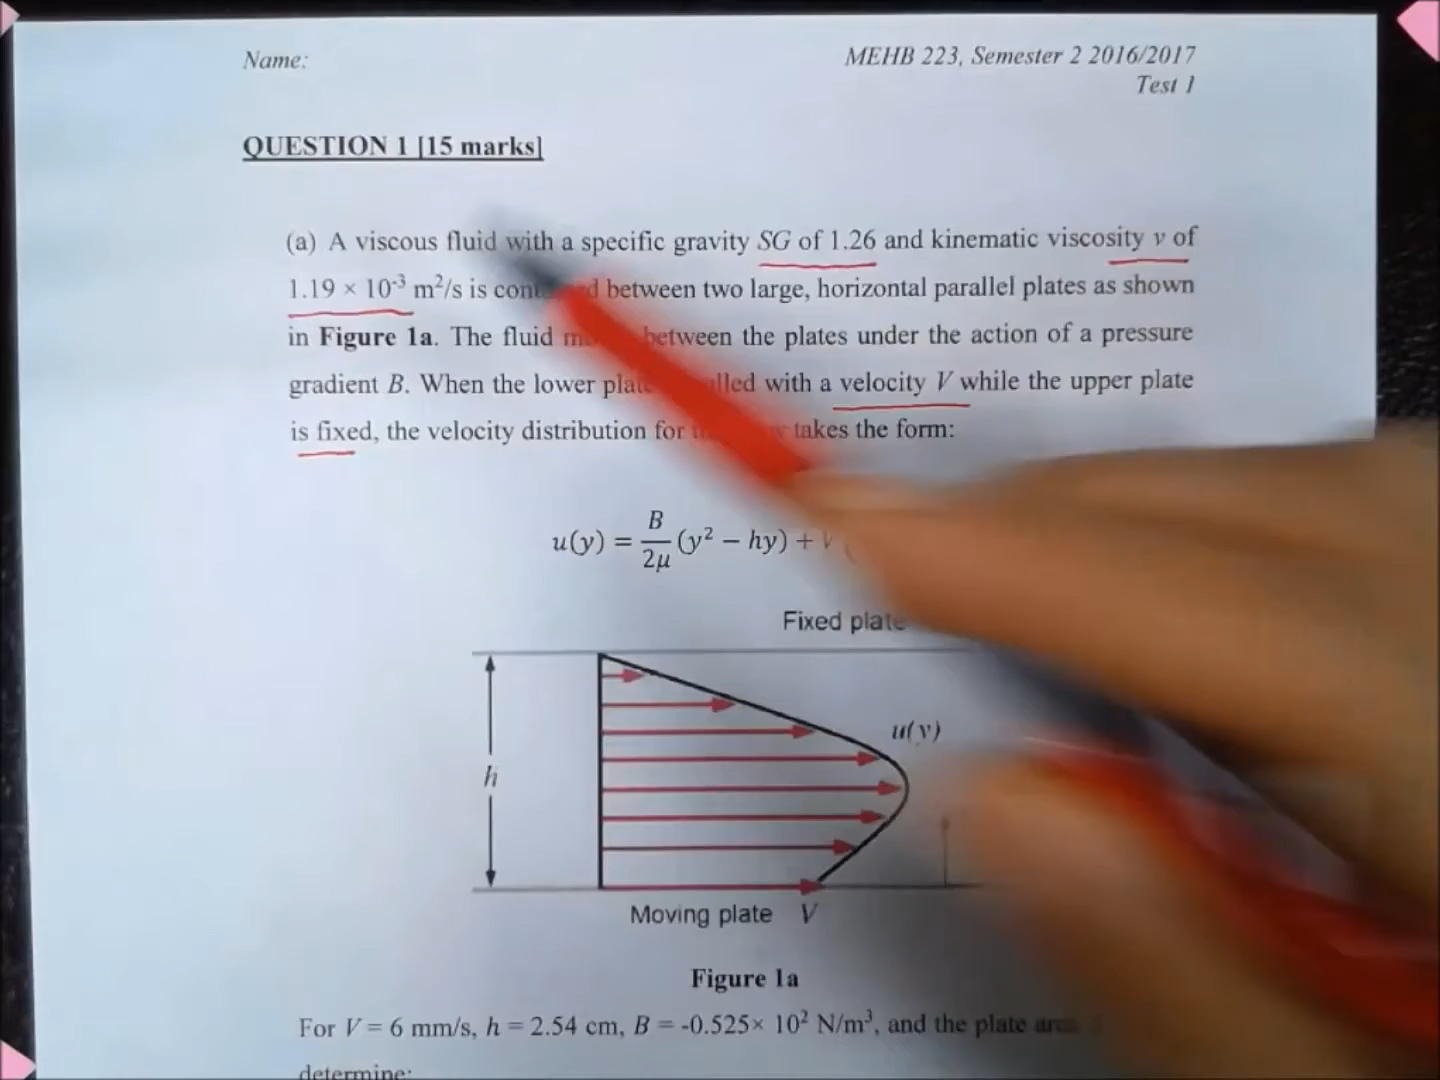 Name:
MEHB 223, Semester 2 2016/2017
Test 1
QUESTION 1 [15 marks]
(a) A viscous fluid with a specific gravity SG of 1.26 and kinematic viscosity ν of
1.19 × 10⁻³ m²/s is between two large, horizontal parallel plates as shown
in Figure 1a. The fluid between the plates under the action of a pressure
gradient B. When the lower with a velocity V while the upper plate
is fixed, the velocity distribution for takes the form:
u(y) = B/2μ (y² − hy) + V
Fixed plate
u(y)
h
Moving plate V
Figure 1a
For V = 6 mm/s, h = 2.54 cm, B = -0.525× 10² N/m³, and the plate
determine: